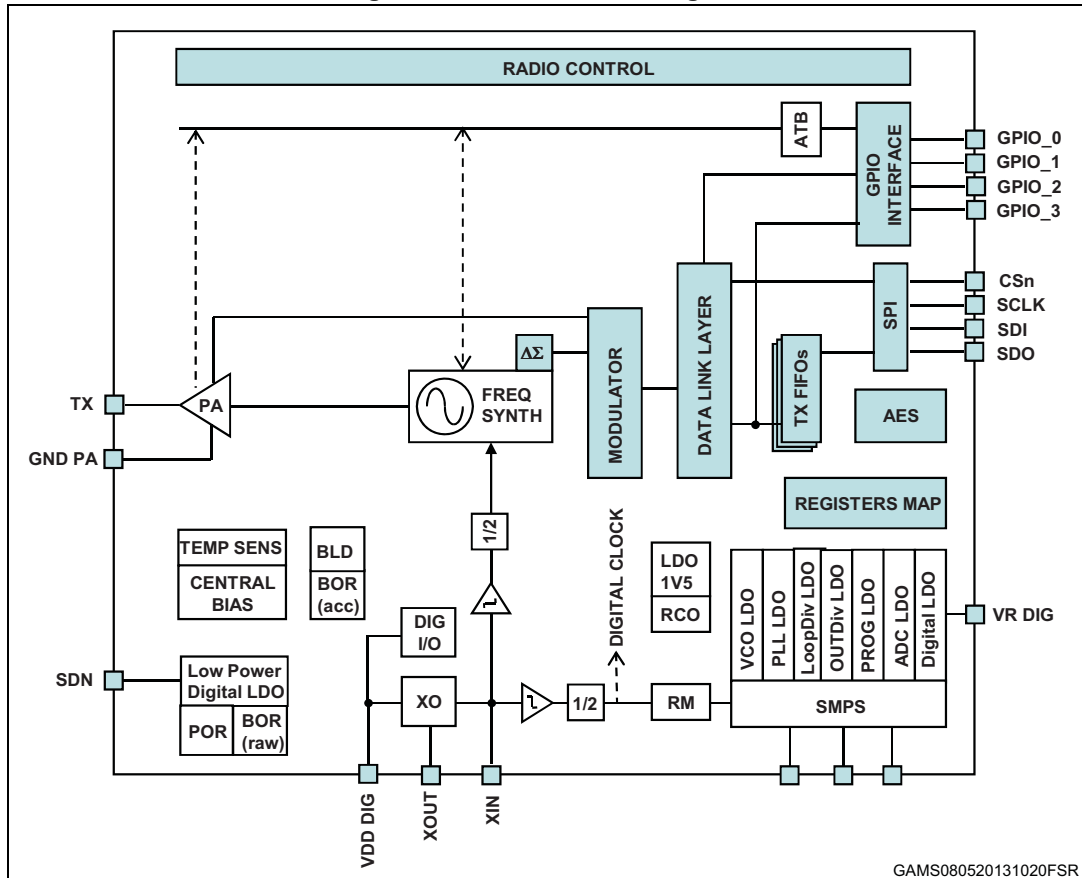 RADIO CONTROL
ATB
GPIO
INTERFACE
GPIO_0
GPIO_1
GPIO_2
GPIO_3
CSn
SCLK
SDI
SDO
SPI
DATA LINK LAYER
TX FIFOs
MODULATOR
ΔΣ
FREQ
SYNTH
PA
TX
GND PA
AES
REGISTERS MAP
1/2
TEMP SENS
CENTRAL
BIAS
BLD
BOR
(acc)
DIG
I/O
DIGITAL CLOCK
LDO
1V5
RCO
VCO LDO
PLL LDO
LoopDiv LDO
OUTDiv LDO
PROG LDO
ADC LDO
Digital LDO
VR DIG
SDN
Low Power
Digital LDO
POR
BOR
(raw)
XO
1/2
RM
SMPS
VDD DIG
XOUT
XIN
GAMS080520131020FSR